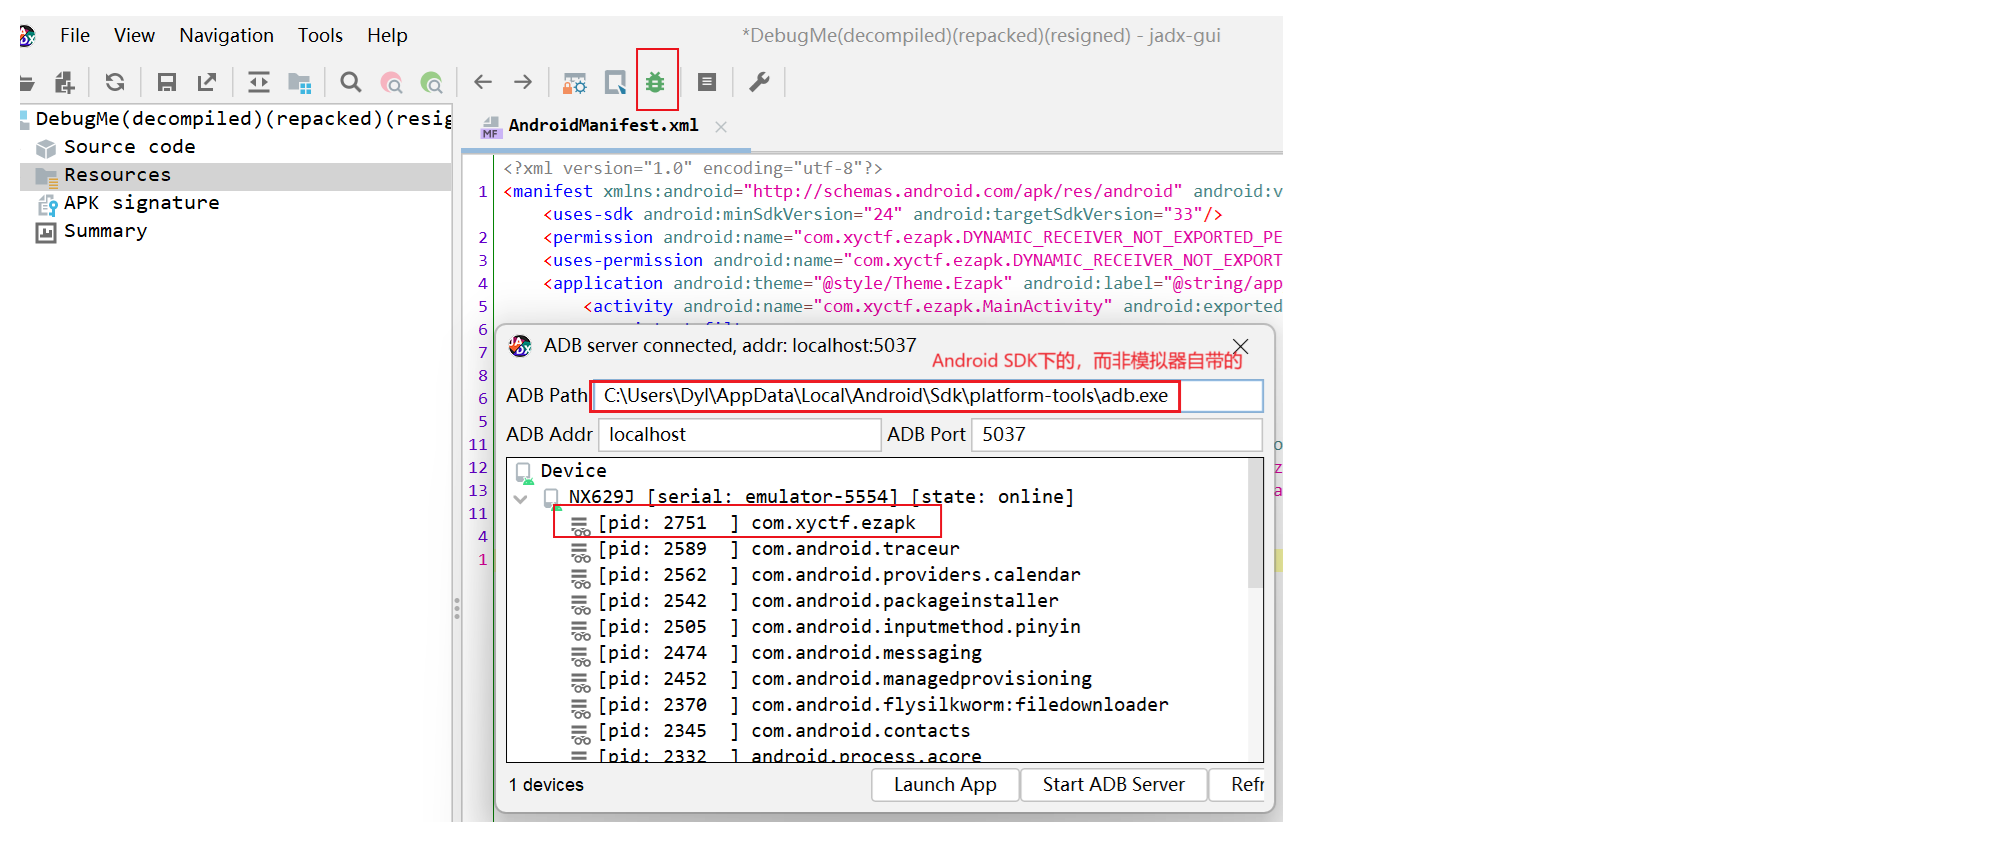 File View Navigation Tools Help
*DebugMe(decompiled)(repacked)(resigned) - jadx-gui
DebugMe(decompiled)(repacked)(resig
Source code
Resources
APK signature
Summary
MF AndroidManifest.xml
<?xml version="1.0" encoding="utf-8"?>
1 <manifest xmlns:android="http://schemas.android.com/apk/res/android" android:v
<uses-sdk android:minSdkVersion="24" android:targetSdkVersion="33"/>
2 <permission android:name="com.xyctf.ezapk.DYNAMIC_RECEIVER_NOT_EXPORTED_PE
3 <uses-permission android:name="com.xyctf.ezapk.DYNAMIC_RECEIVER_NOT_EXPORT
4 <application android:theme="@style/Theme.Ezapk" android:label="@string/app
5 <activity android:name="com.xyctf.ezapk.MainActivity" android:exported
6
7
8
6
5
11
12
13
11
4
1
ADB server connected, addr: localhost:5037
Android SDK下的，而非模拟器自带的
ADB Path C:\Users\Dyl\AppData\Local\Android\Sdk\platform-tools\adb.exe
ADB Addr localhost ADB Port 5037
Device
NX629J [serial: emulator-5554] [state: online]
[pid: 2751 ] com.xyctf.ezapk
[pid: 2589 ] com.android.traceur
[pid: 2562 ] com.android.providers.calendar
[pid: 2542 ] com.android.packageinstaller
[pid: 2505 ] com.android.inputmethod.pinyin
[pid: 2474 ] com.android.messaging
[pid: 2452 ] com.android.managedprovisioning
[pid: 2370 ] com.android.flysilkworm:filedownloader
[pid: 2345 ] com.android.contacts
[pid: 2332 ] android.process.acore
1 devices
Launch App Start ADB Server Refr